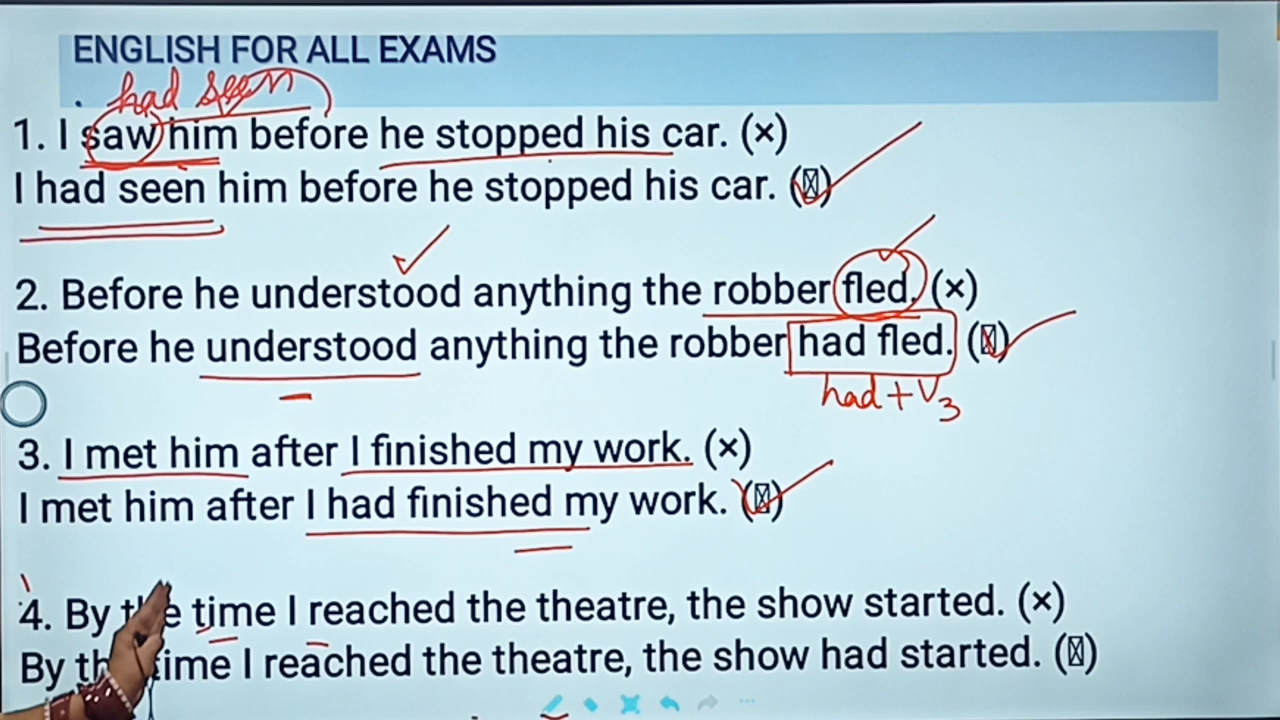 ENGLISH FOR ALL EXAMS
had seen
1. I saw him before he stopped his car. (×)
I had seen him before he stopped his car. (☒)
2. Before he understood anything the robber fled. (×)
Before he understood anything the robber had fled. (☒)
had + V3
3. I met him after I finished my work. (×)
I met him after I had finished my work. (☒)
4. By the time I reached the theatre, the show started. (×)
By the time I reached the theatre, the show had started. (☒)